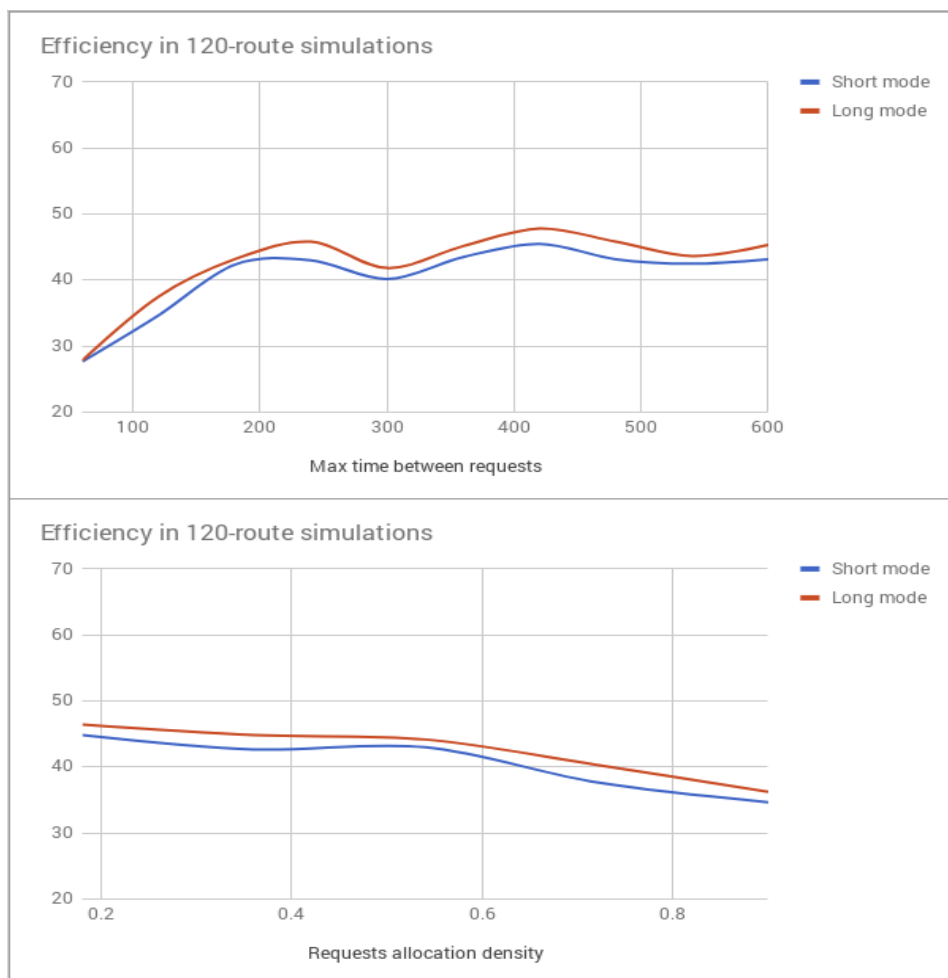 Efficiency in 120-route simulations
70
60
50
40
30
20
100 200 300 400 500 600
Max time between requests
Short mode
Long mode
Efficiency in 120-route simulations
70
60
50
40
30
20
0.2 0.4 0.6 0.8
Requests allocation density
Short mode
Long mode